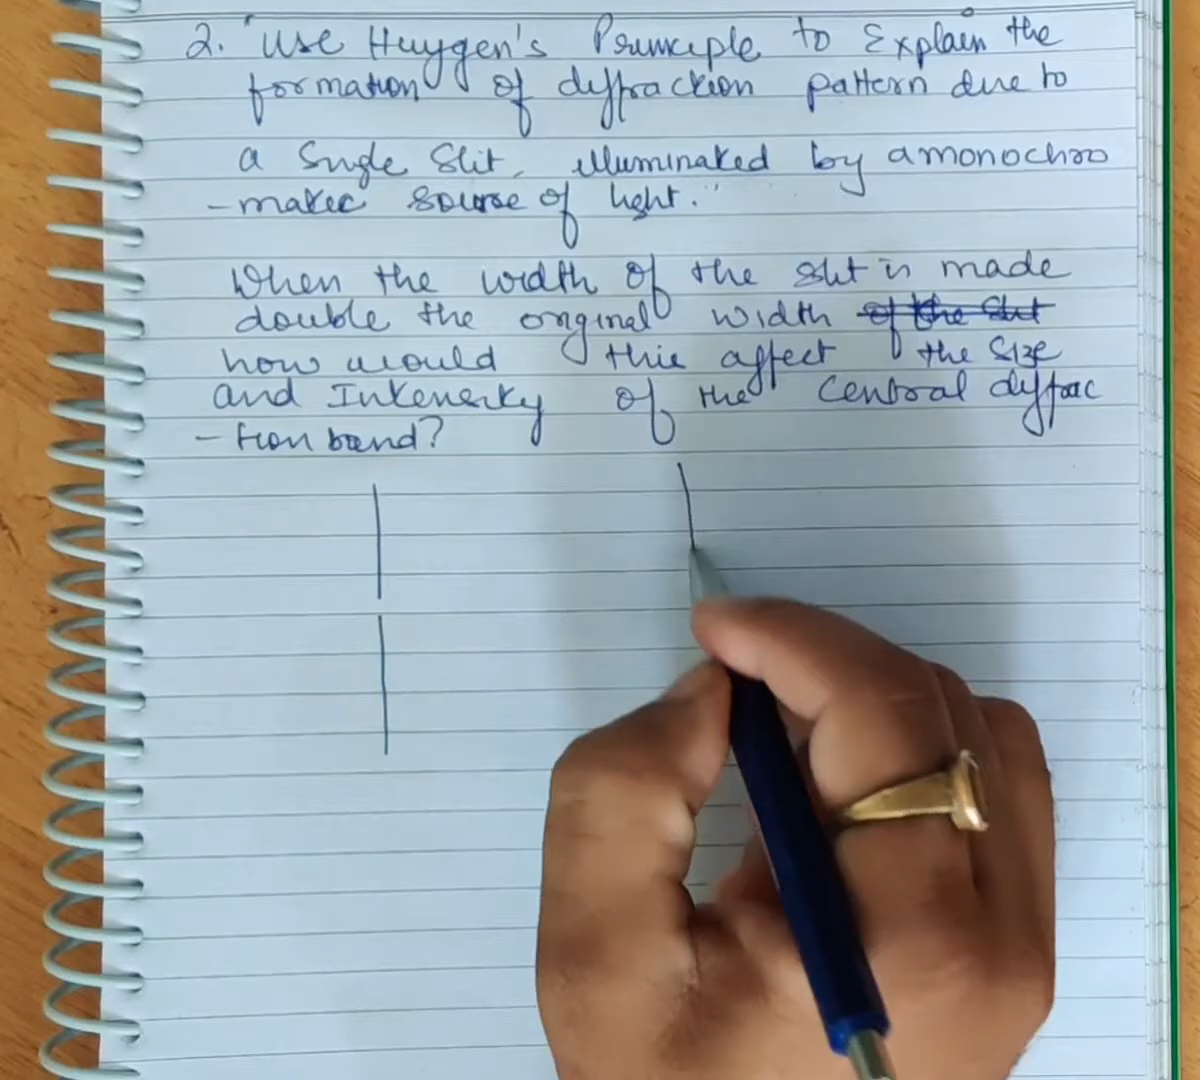 2. "Use Huygen's Principle to Explain the
formation of diffraction pattern due to
a Single Slit, illuminated by a monochro
-matic source of light."
When the width of the slit is made
double the original width of the slit
how would this affect the size
and Intensity of the Central diffrac
-tion band?